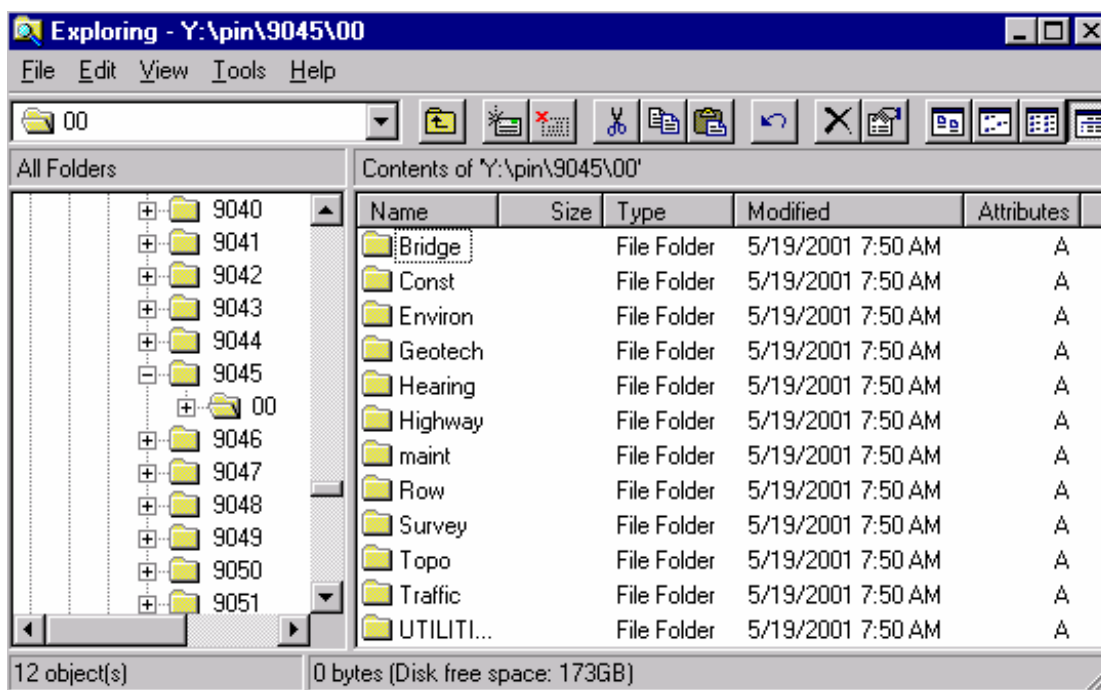 Exploring - Y:\pin\9045\00
File Edit View Tools Help
00
All Folders
Contents of 'Y:\pin\9045\00'
9040
9041
9042
9043
9044
9045
00
9046
9047
9048
9049
9050
9051
Name Size Type Modified Attributes
Bridge File Folder 5/19/2001 7:50 AM A
Const File Folder 5/19/2001 7:50 AM A
Environ File Folder 5/19/2001 7:50 AM A
Geotech File Folder 5/19/2001 7:50 AM A
Hearing File Folder 5/19/2001 7:50 AM A
Highway File Folder 5/19/2001 7:50 AM A
maint File Folder 5/19/2001 7:50 AM A
Row File Folder 5/19/2001 7:50 AM A
Survey File Folder 5/19/2001 7:50 AM A
Topo File Folder 5/19/2001 7:50 AM A
Traffic File Folder 5/19/2001 7:50 AM A
UTILITI... File Folder 5/19/2001 7:50 AM A
12 object(s)
0 bytes (Disk free space: 173GB)